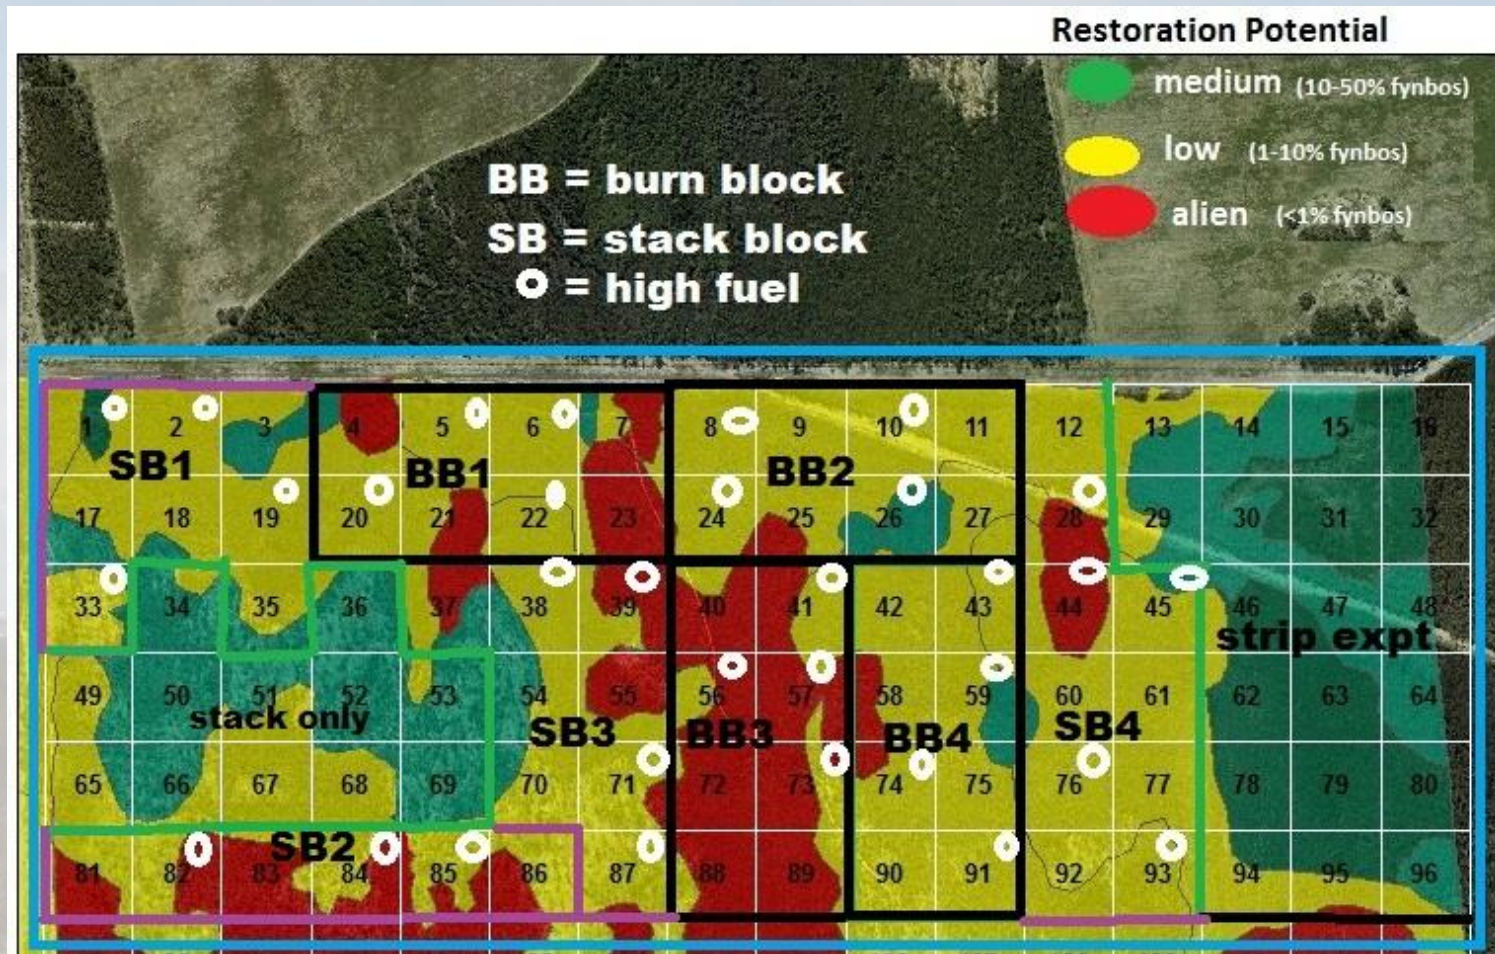 Restoration Potential
medium (10-50% fynbos)
low (1-10% fynbos)
alien (<1% fynbos)
BB = burn block
SB = stack block
= high fuel
1 2 3 4 5 6 7 8 9 10 11 12 13 14 15 16
SB1 BB1 BB2
17 18 19 20 21 22 23 24 25 26 27 28 29 30 31 32
33 34 35 36 37 38 39 40 41 42 43 44 45 46 47 48
strip expt
49 50 51 52 53 54 55 56 57 58 59 60 61 62 63 64
stack only SB3 BB3 BB4 SB4
65 66 67 68 69 70 71 72 73 74 75 76 77 78 79 80
SB2
81 82 83 84 85 86 87 88 89 90 91 92 93 94 95 96